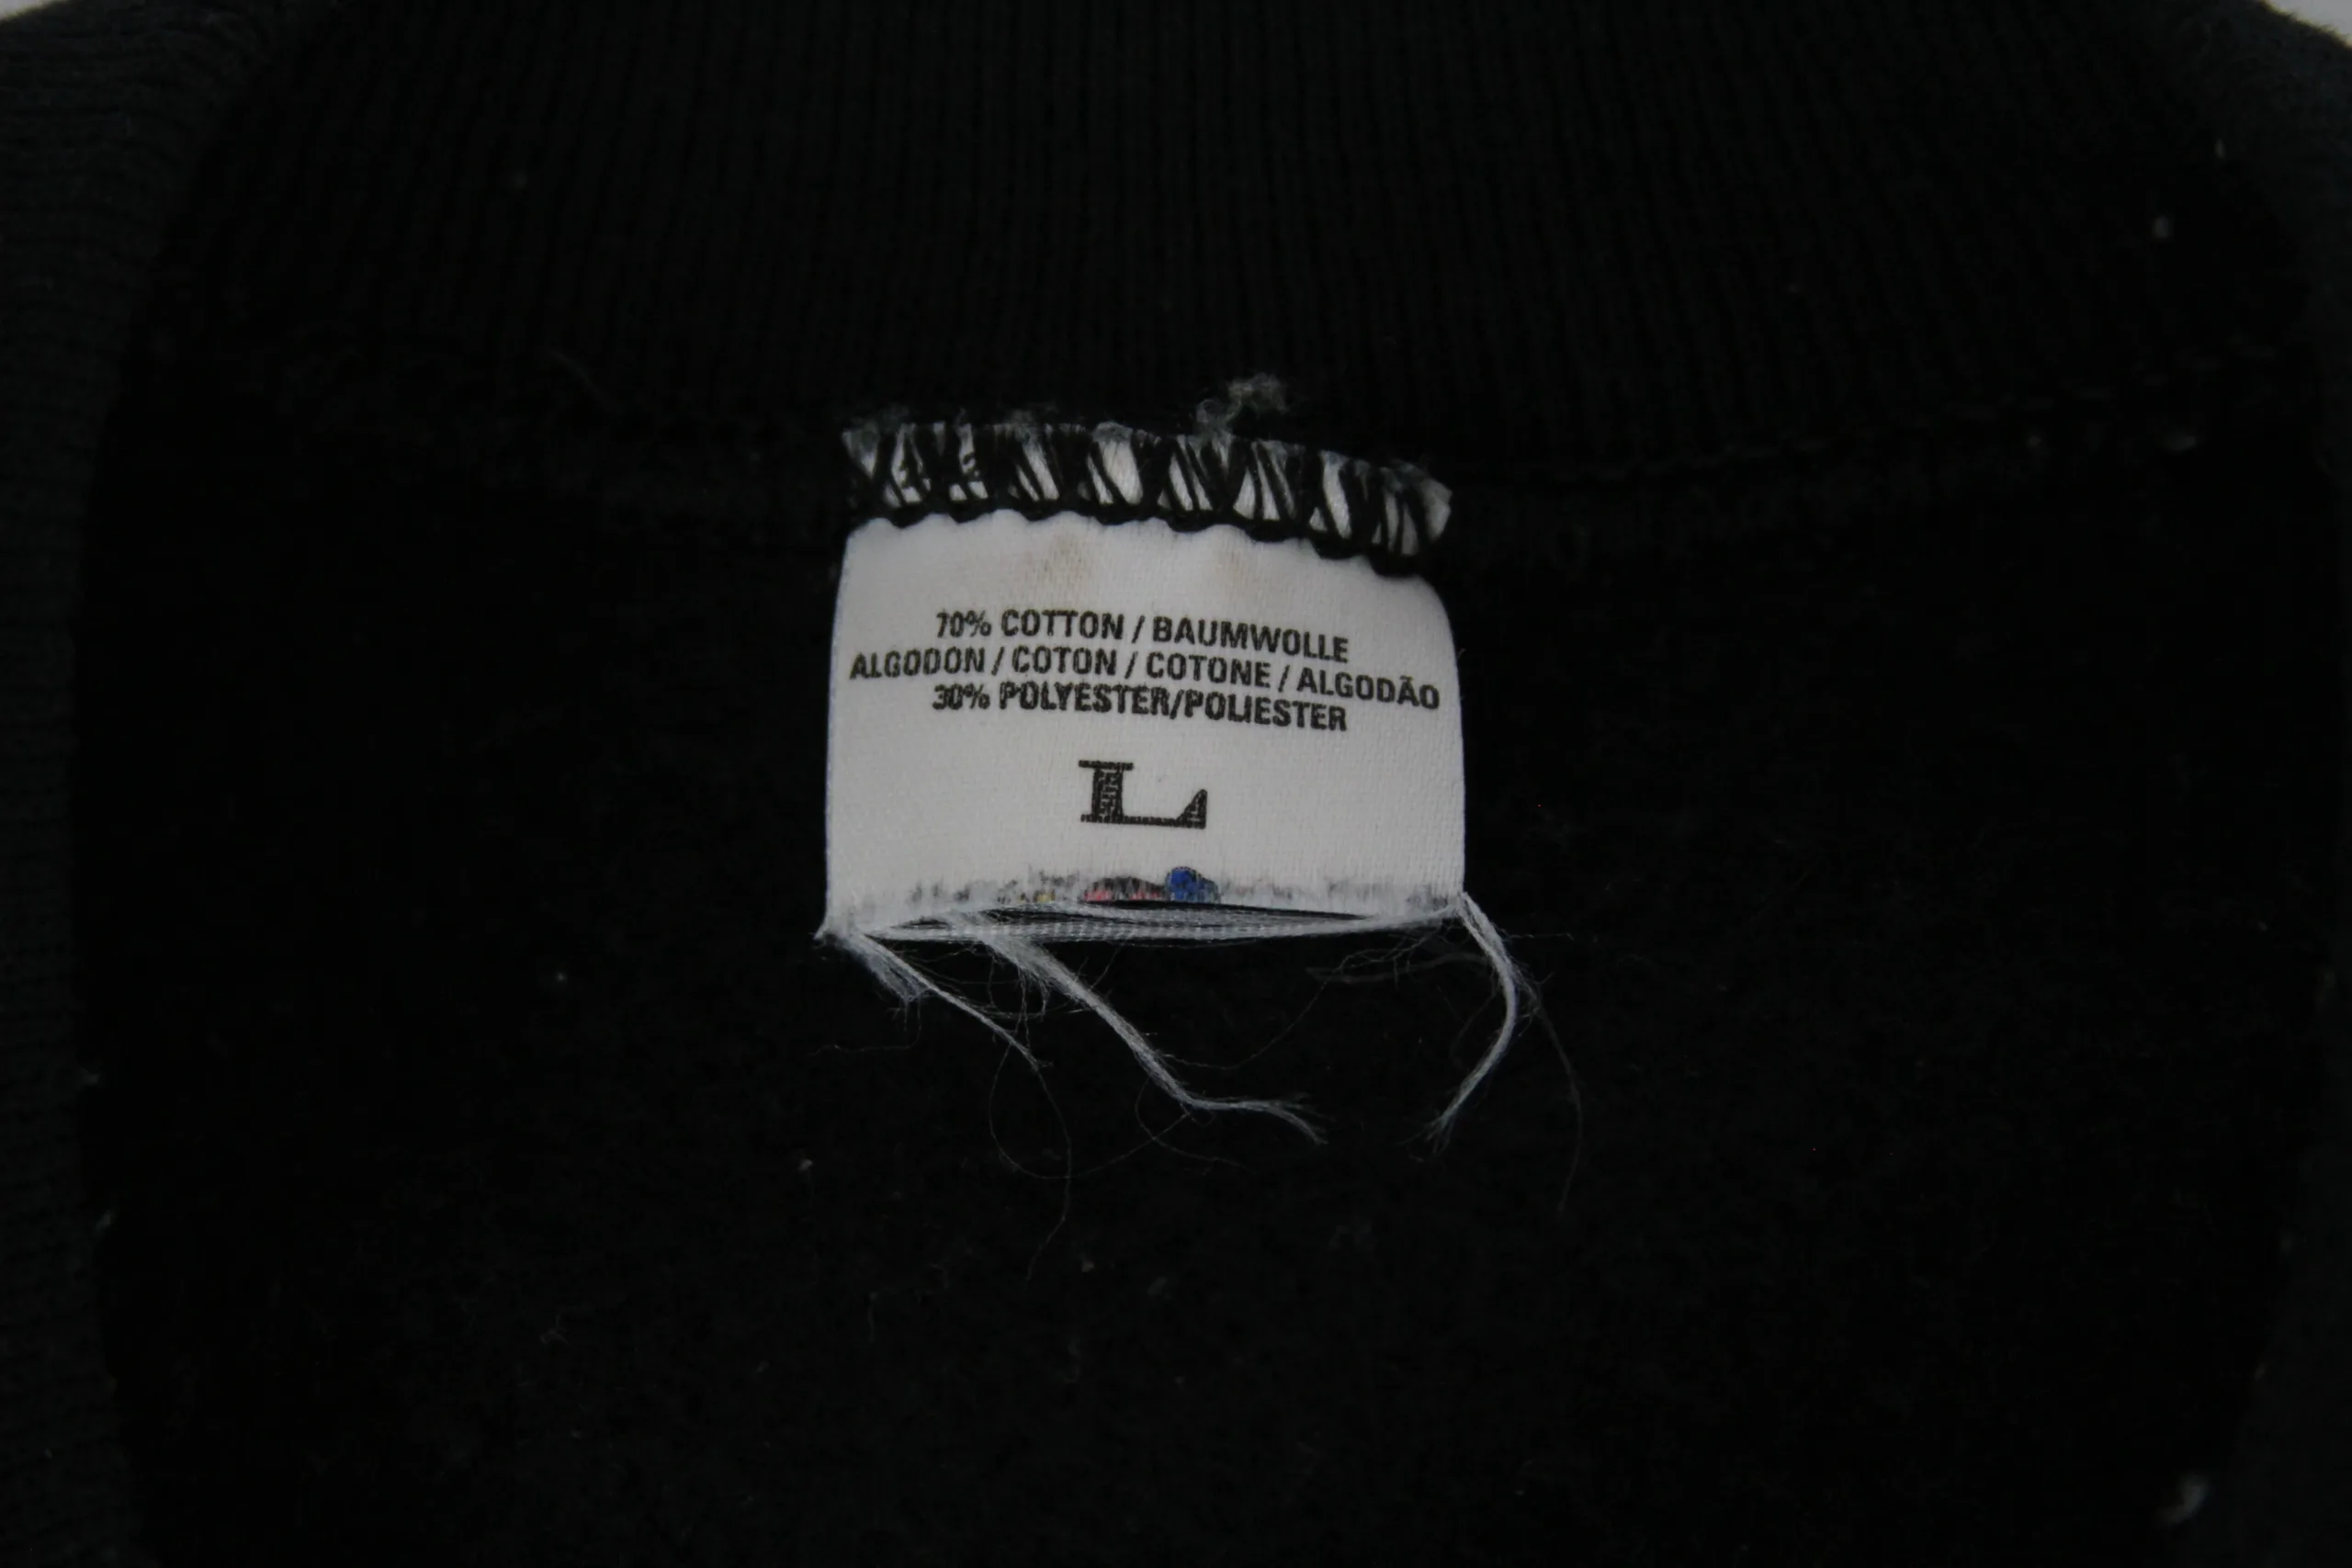 70% COTTON / BAUMWOLLE
ALGODON / COTON / COTONE / ALGODÃO
30% POLYESTER/POLIESTER
L